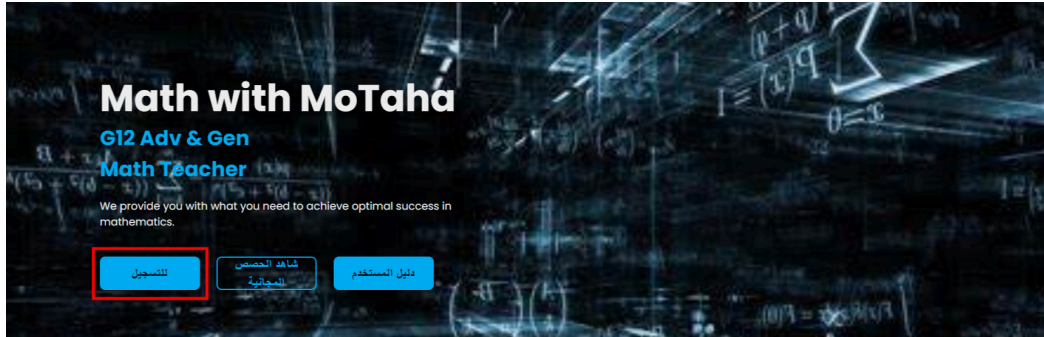 Math with MoTaha
G12 Adv & Gen
Math Teacher
We provide you with what you need to achieve optimal success in
mathematics.
للتسجيل
شاهد الحصص
المجانية
دليل المستخدم